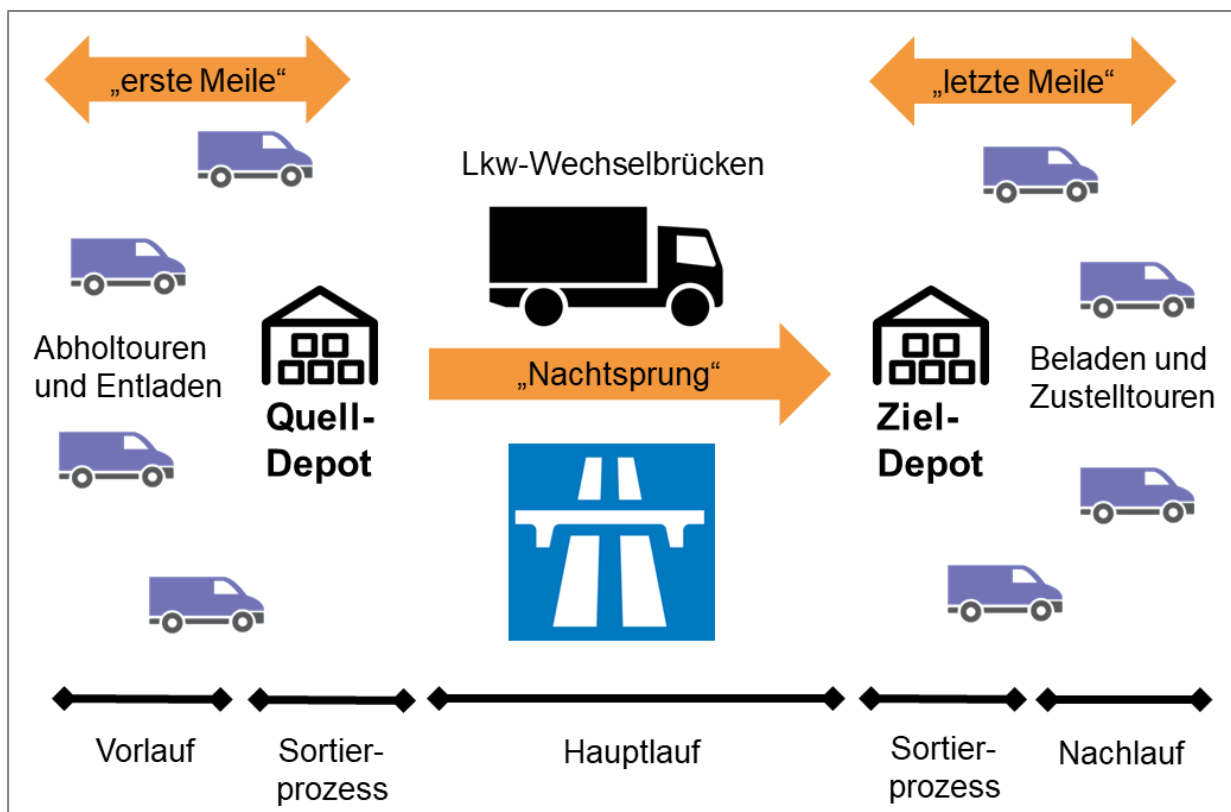 „erste Meile“
„letzte Meile“
Lkw-Wechselbrücken
Abholtouren
und Entladen
Quell-
Depot
„Nachtsprung“
Ziel-
Depot
Beladen und
Zustelltouren
Vorlauf
Sortier-
prozess
Hauptlauf
Sortier-
prozess
Nachlauf